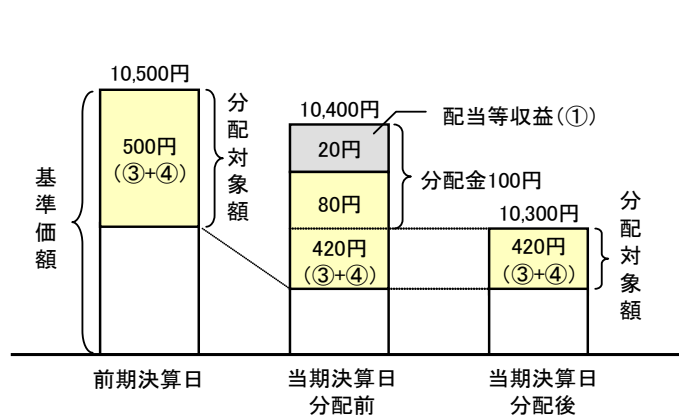 10,500円
500円
(③+④)
分配対象額
基準価額
前期決算日
10,400円
配当等収益(①)
20円
80円
分配金100円
420円
(③+④)
当期決算日
分配前
10,300円
420円
(③+④)
分配対象額
当期決算日
分配後